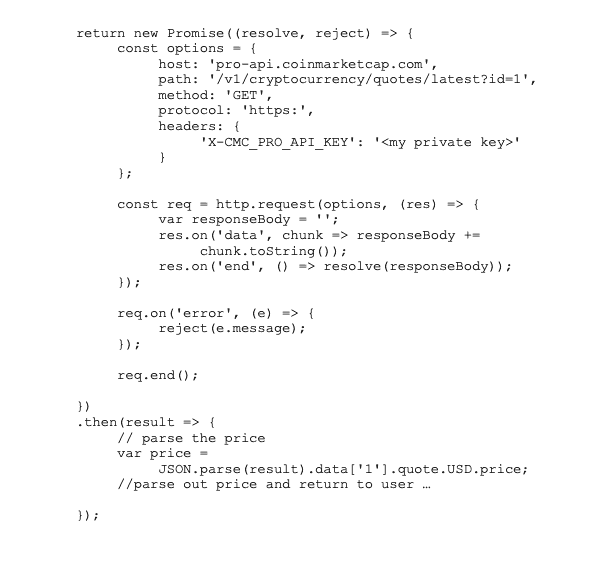 return new Promise((resolve, reject) => {
const options = {
host: 'pro-api.coinmarketcap.com',
path: '/v1/cryptocurrency/quotes/latest?id=1',
method: 'GET',
protocol: 'https:',
headers: {
'X-CMC_PRO_API_KEY': '<my private key>'
}
};
const req = http.request(options, (res) => {
var responseBody = '';
res.on('data', chunk => responseBody +=
chunk.toString());
res.on('end', () => resolve(responseBody));
});
req.on('error', (e) => {
reject(e.message);
});
req.end();
})
.then(result => {
// parse the price
var price =
JSON.parse(result).data['1'].quote.USD.price;
//parse out price and return to user …
});